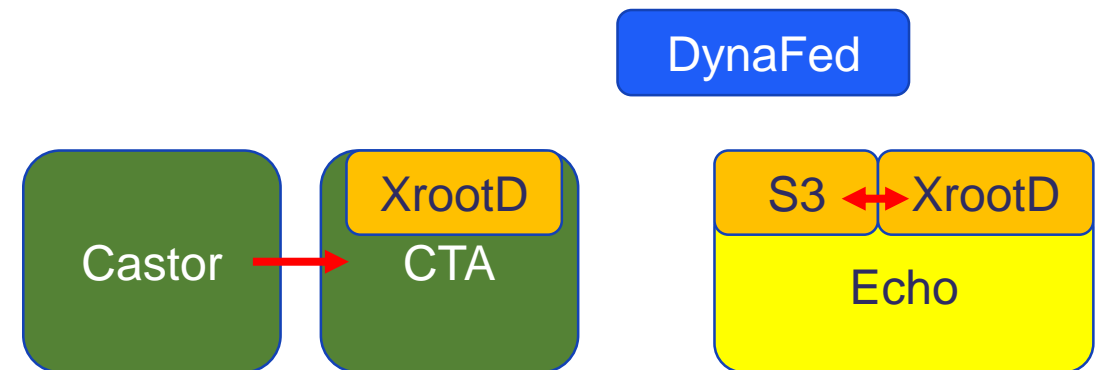 DynaFed
XrootD
S3
XrootD
Castor
CTA
Echo